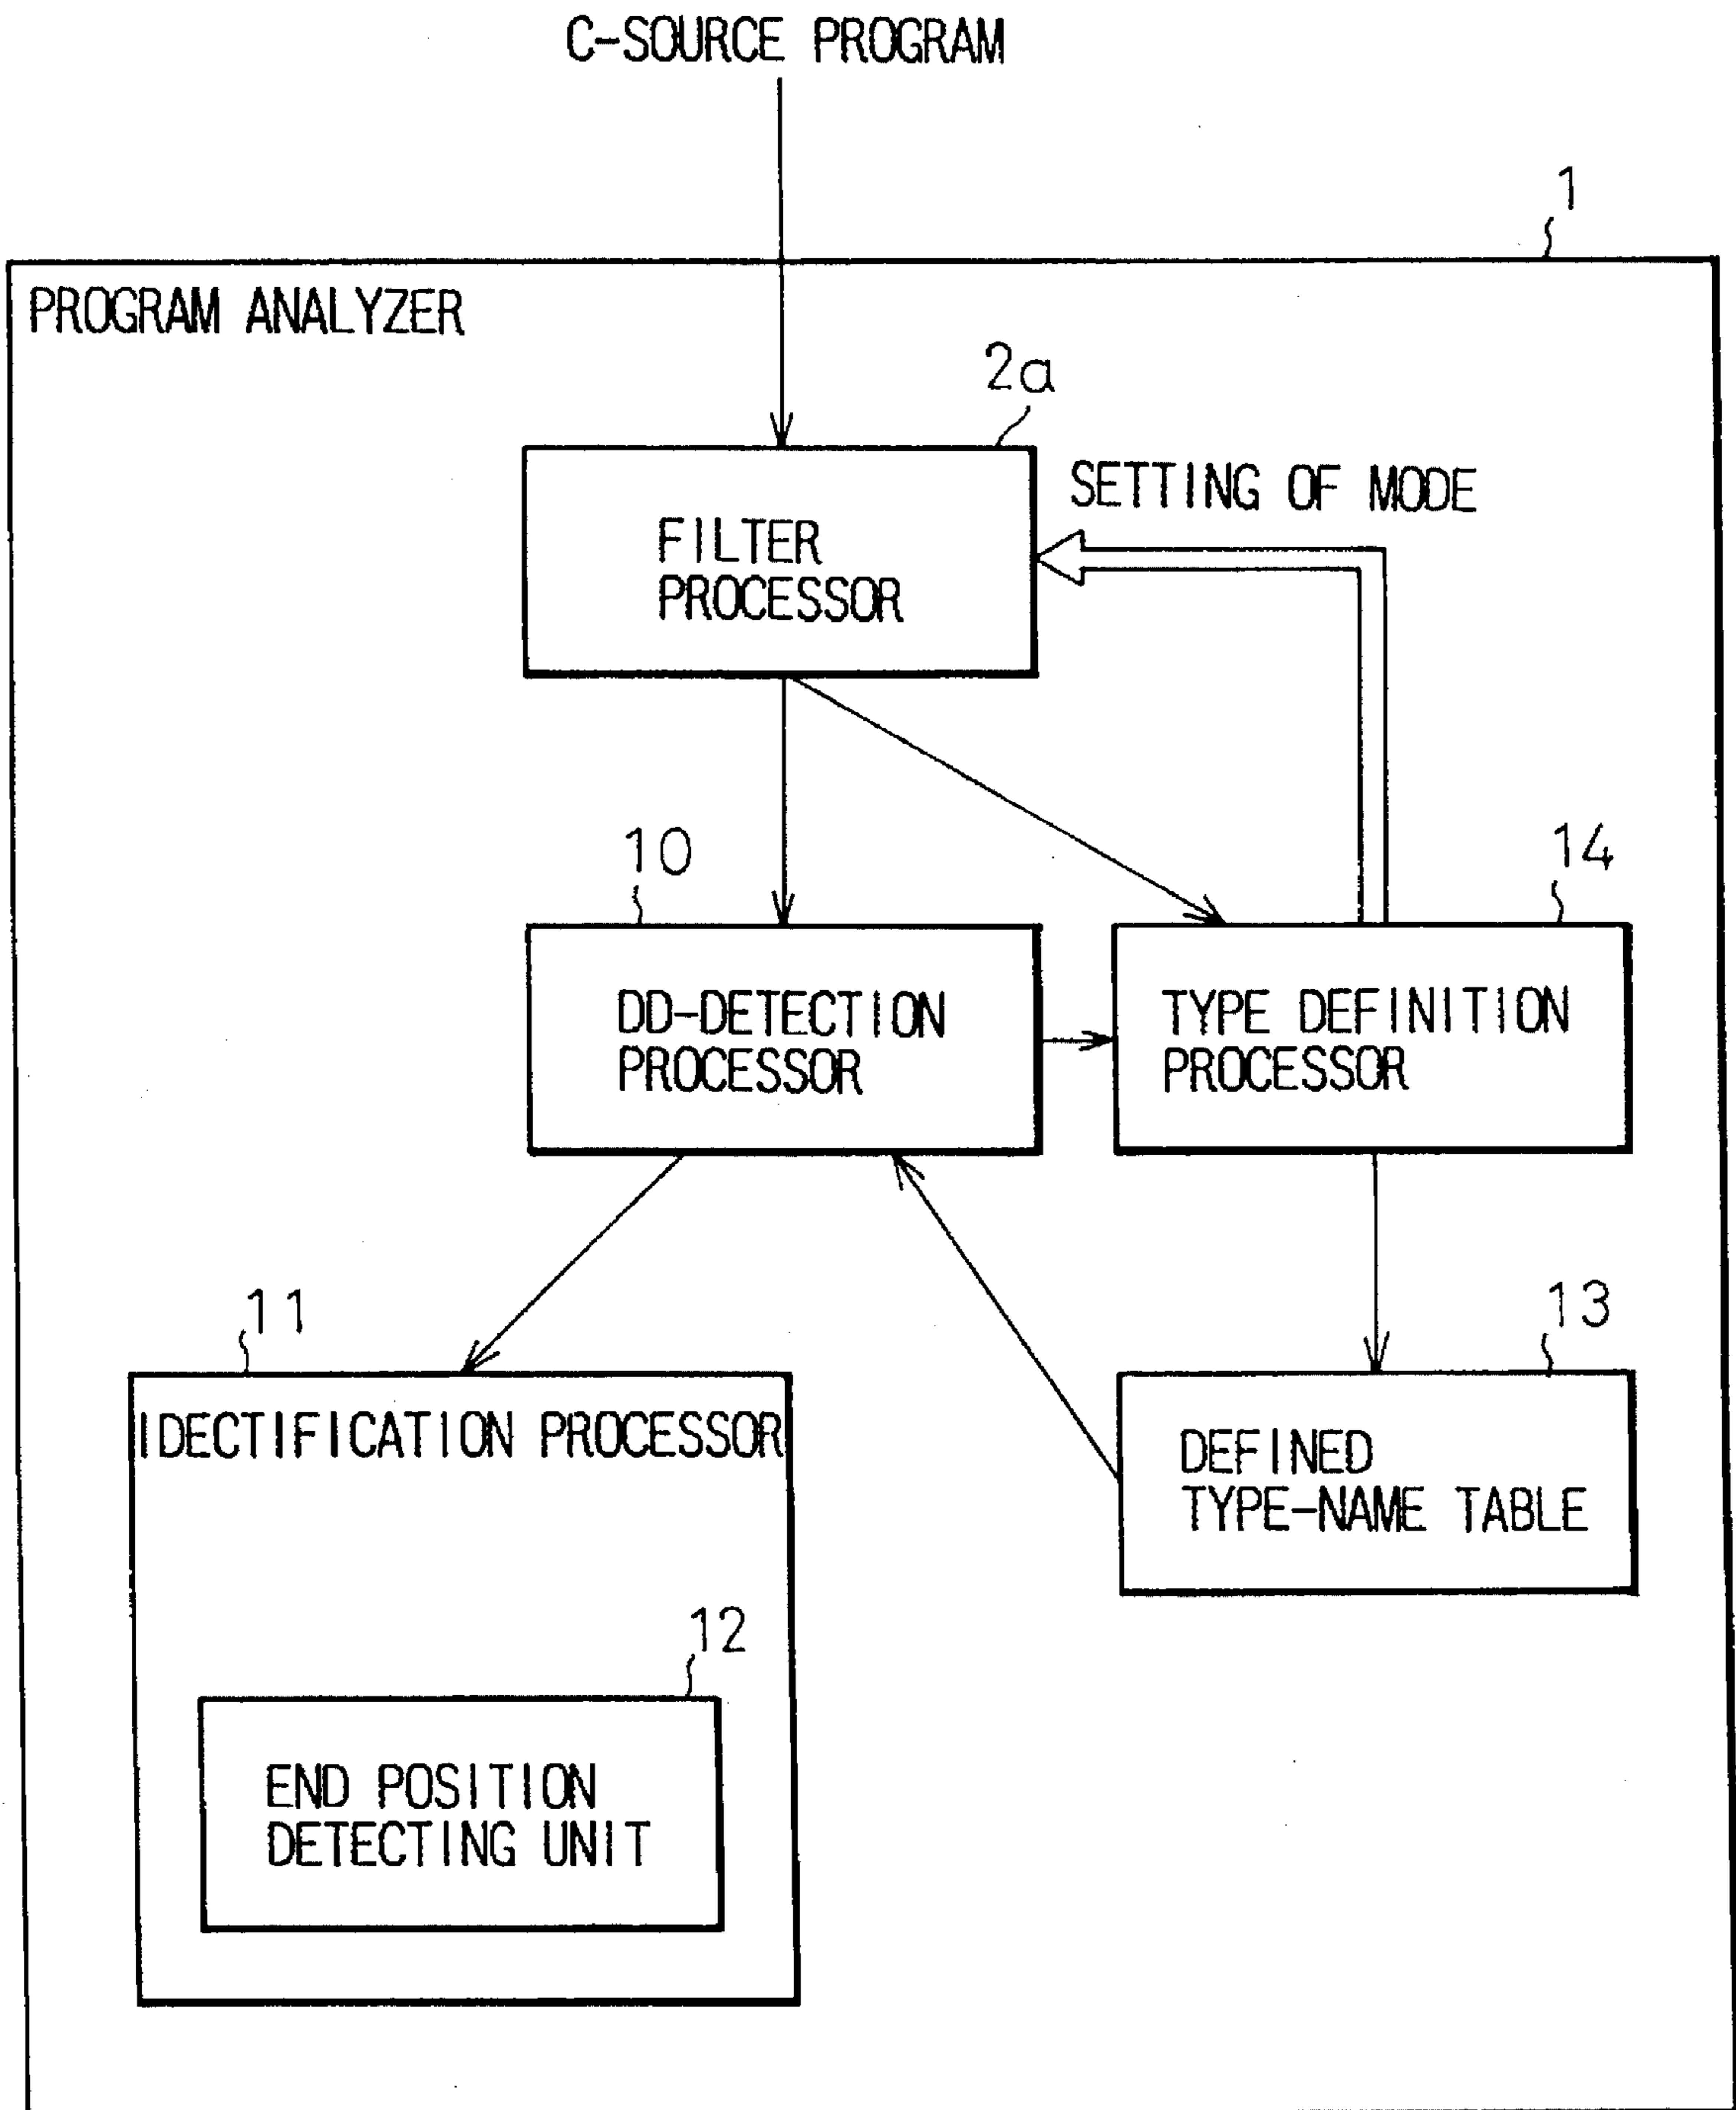 C-SOURCE PROGRAM
1
PROGRAM ANALYZER
2a
SETTING OF MODE
FILTER
PROCESSOR
10
14
DD-DETECTION
PROCESSOR
TYPE DEFINITION
PROCESSOR
11
13
IDECTIFICATION PROCESSOR
DEFINED
TYPE-NAME TABLE
12
END POSITION
DETECTING UNIT